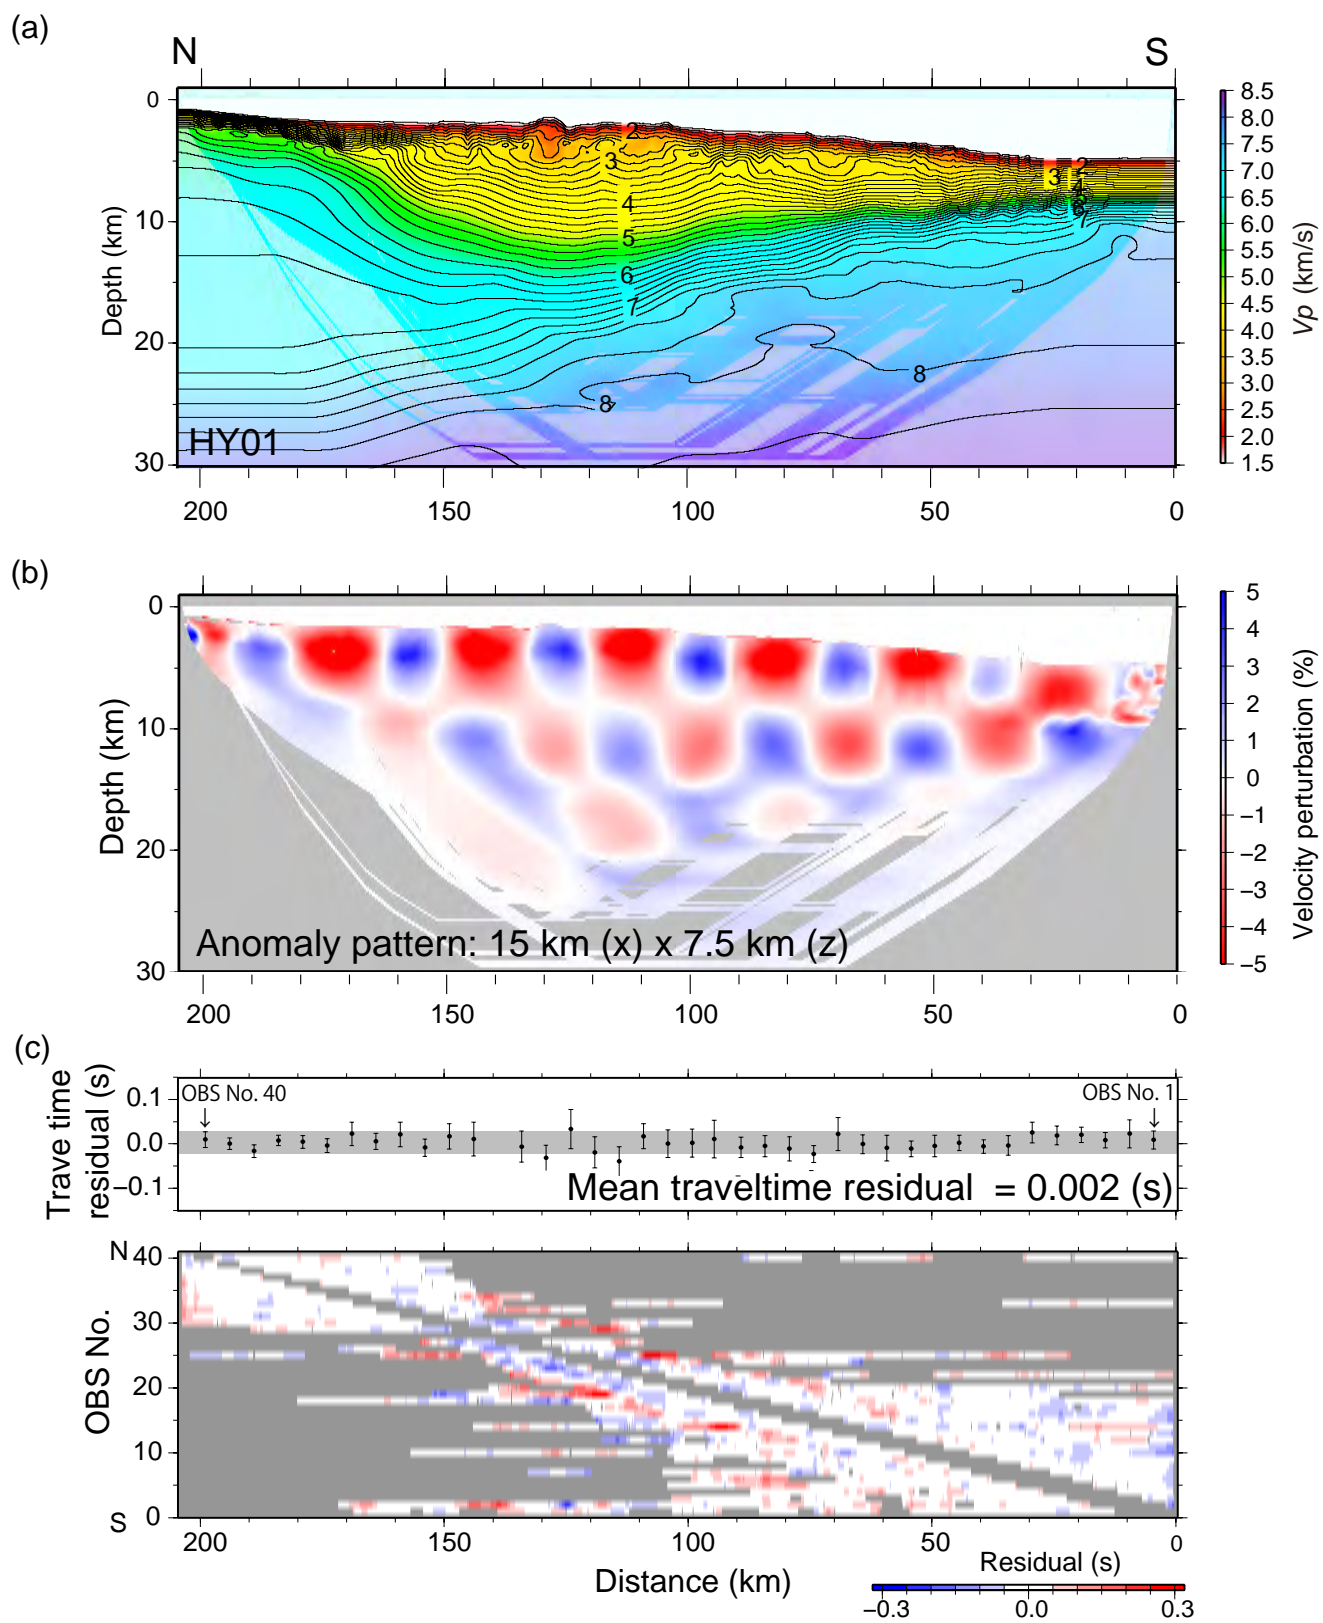 (a)
N S
0
10
20
30
Depth (km)
2
3
4
5
6
7
8
8
2
3
4
7
HY01
200 150 100 50 0
8.5
8.0
7.5
7.0
6.5
6.0
5.5
5.0
4.5
4.0
3.5
3.0
2.5
2.0
1.5
Vp (km/s)
(b)
0
10
20
30
Depth (km)
Anomaly pattern: 15 km (x) x 7.5 km (z)
200 150 100 50 0
5
4
3
2
1
0
−1
−2
−3
−4
−5
Velocity perturbation (%)
(c)
Trave time
residual (s)
0.1
0.0
−0.1
OBS No. 40
OBS No. 1
Mean traveltime residual = 0.002 (s)
N
40
30
20
10
0
S
OBS No.
200 150 100 50 0
Distance (km)
Residual (s)
−0.3 0.0 0.3